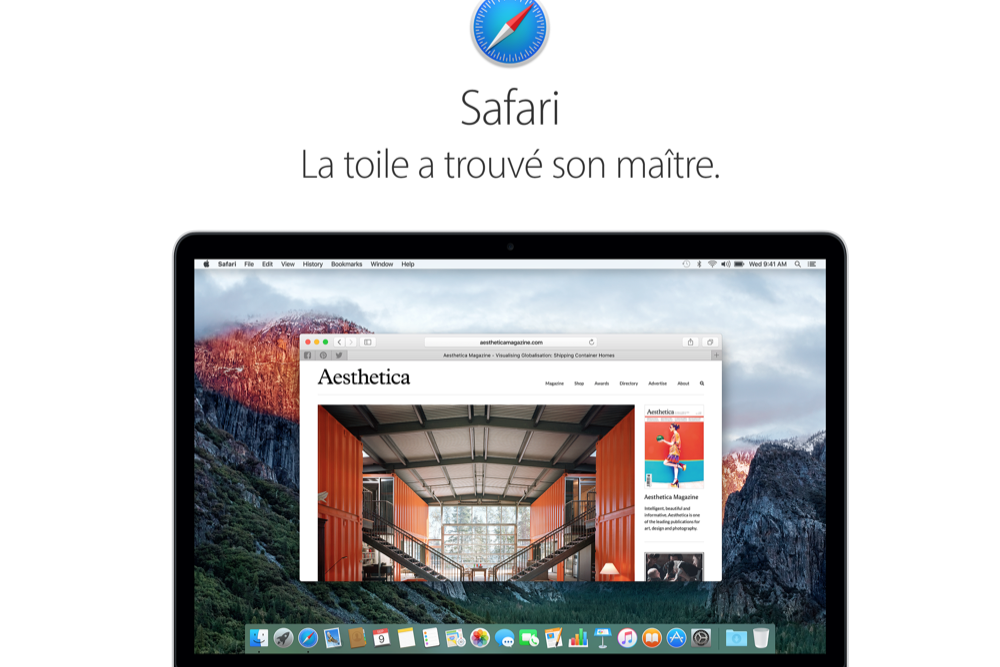 Safari
La toile a trouvé son maître.
Safari File Edit View History Bookmarks Window Help
Wed 9:41 AM
aestheticamagazine.com
Aesthetica Magazine - Visualising Globalisation: Shipping Container Homes
Aesthetica
Magazine Shop Awards Directory Advertise About
Aesthetica
Aesthetica Magazine
Intelligent, beautiful and
informative, Aesthetica is one
of the leading publications for
art, design and photography.
9